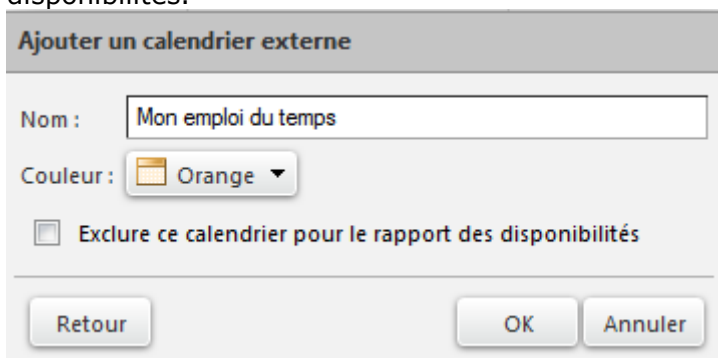 disponibilités.
Ajouter un calendrier externe
Nom : Mon emploi du temps
Couleur : Orange
Exclure ce calendrier pour le rapport des disponibilités
Retour OK Annuler